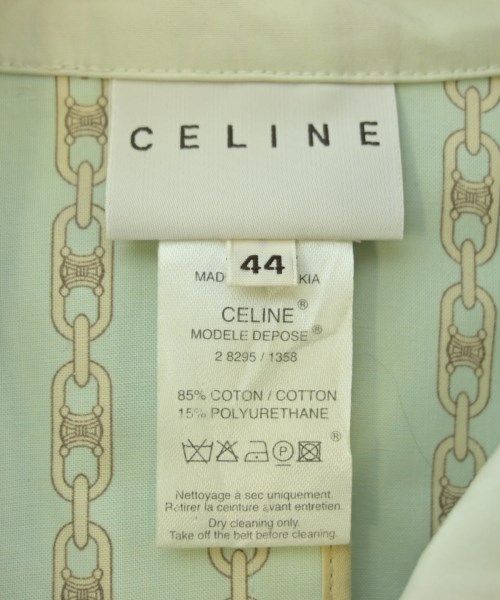 CELINE
44
MAD KIA
CELINE®
MODELE DEPOSE®
2 8295 / 1358
85% COTON / COTTON
15% POLYURETHANE
P ®
Nettoyage à sec uniquement.
Retirer la ceinture avant entretien.
Dry cleaning only.
Take off the belt before cleaning.